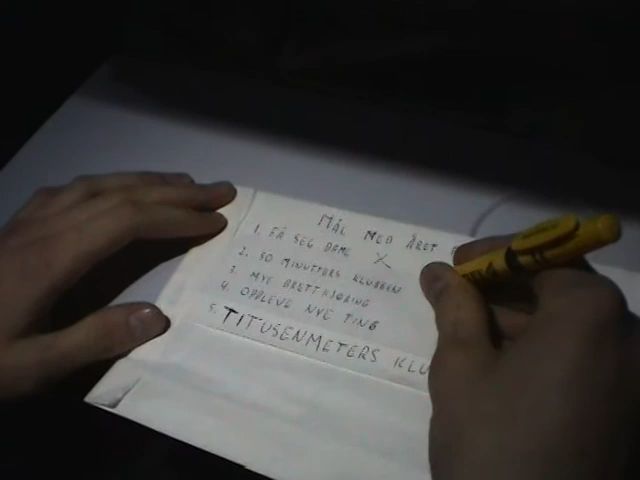 MÅL MED ÅRET
1. FÅ SEG DAME X
2. 50 MINUTTERS KLUBBEN
3. MYE BRETTKJØRING
4. OPPLEVE NYE TING
5. TITUSENMETERS KLU